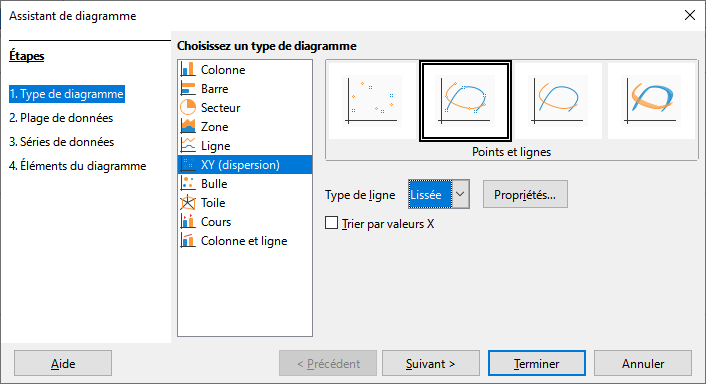 Assistant de diagramme
Étapes
1. Type de diagramme
2. Plage de données
3. Séries de données
4. Éléments du diagramme
Choisissez un type de diagramme
Colonne
Barre
Secteur
Zone
Ligne
XY (dispersion)
Bulle
Toile
Cours
Colonne et ligne
Points et lignes
Type de ligne Lissée Propriétés...
Trier par valeurs X
Aide < Précédent Suivant > Terminer Annuler